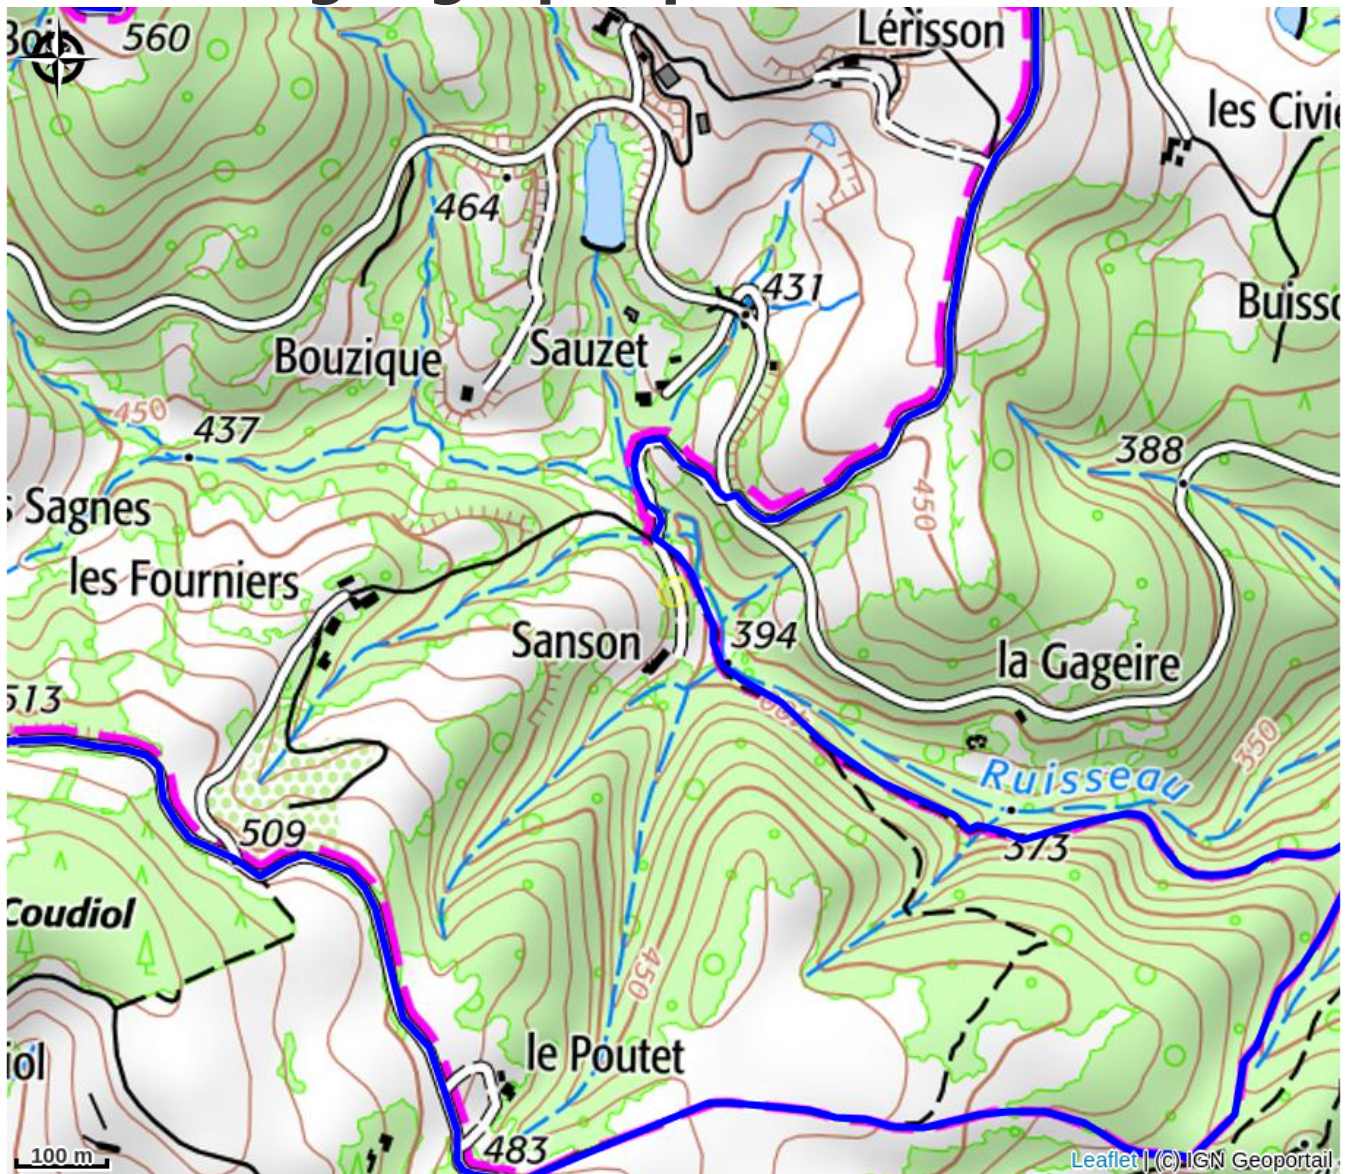 Boi
560
Lérisson
les Civie
464
431
Buisso
Sauzet
Bouzique
450
437
388
s Sagnes
450
les Fourniers
Sanson
394
la Gageire
513
350
Ruisseau
509
373
Coudiol
450
iol
le Poutet
483
100 m
Leaflet | (c) IGN Geoportail